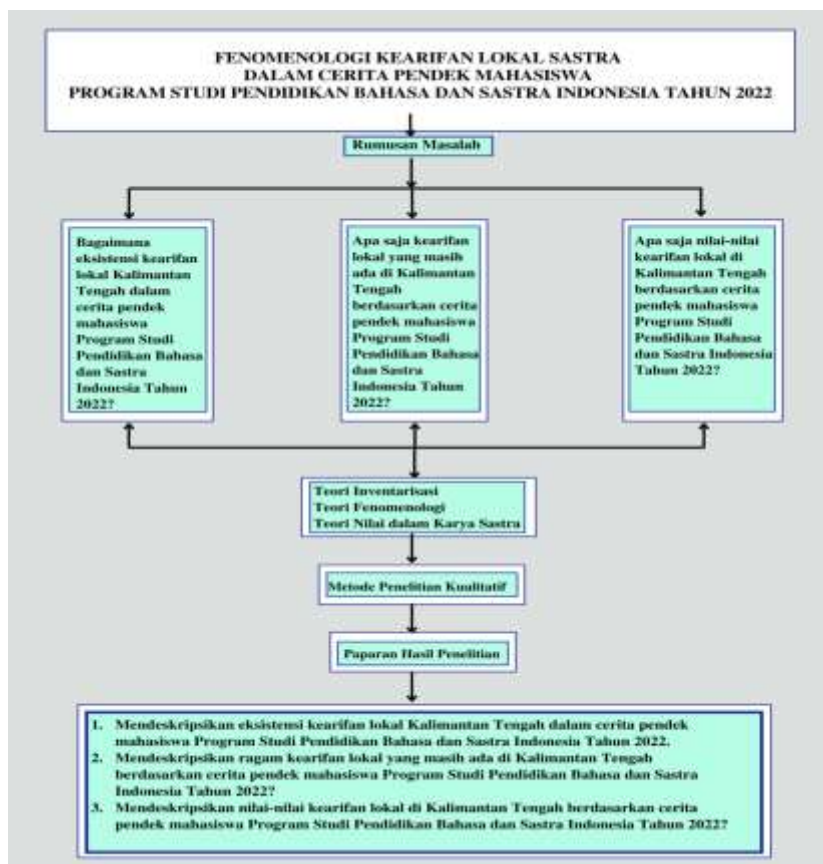 FENOMENOLOGI KEARIFAN LOKAL SASTRA
DALAM CERITA PENDEK MAHASISWA
PROGRAM STUDI PENDIDIKAN BAHASA DAN SASTRA INDONESIA TAHUN 2022
Rumusan Masalah
Bagaimana
eksistensi kearifan
lokal Kalimantan
Tengah dalam
cerita pendek
mahasiswa
Program Studi
Pendidikan Bahasa
dan Sastra
Indonesia Tahun
2022?
Apa saja kearifan
lokal yang masih
ada di Kalimantan
Tengah
berdasarkan cerita
pendek mahasiswa
Program Studi
Pendidikan Bahasa
dan Sastra
Indonesia Tahun
2022?
Apa saja nilai-nilai
kearifan lokal di
Kalimantan Tengah
berdasarkan cerita
pendek mahasiswa
Program Studi
Pendidikan Bahasa
dan Sastra Indonesia
Tahun 2022?
Teori Inventarisasi
Teori Fenomenologi
Teori Nilai dalam Karya Sastra
Metode Penelitian Kualitatif
Paparan Hasil Penelitian
1. Mendeskripsikan eksistensi kearifan lokal Kalimantan Tengah dalam cerita pendek
mahasiswa Program Studi Pendidikan Bahasa dan Sastra Indonesia Tahun 2022.
2. Mendeskripsikan ragam kearifan lokal yang masih ada di Kalimantan Tengah
berdasarkan cerita pendek mahasiswa Program Studi Pendidikan Bahasa dan Sastra
Indonesia Tahun 2022?
3. Mendeskripsikan nilai-nilai kearifan lokal di Kalimantan Tengah berdasarkan cerita
pendek mahasiswa Program Studi Pendidikan Bahasa dan Sastra Indonesia Tahun 2022?